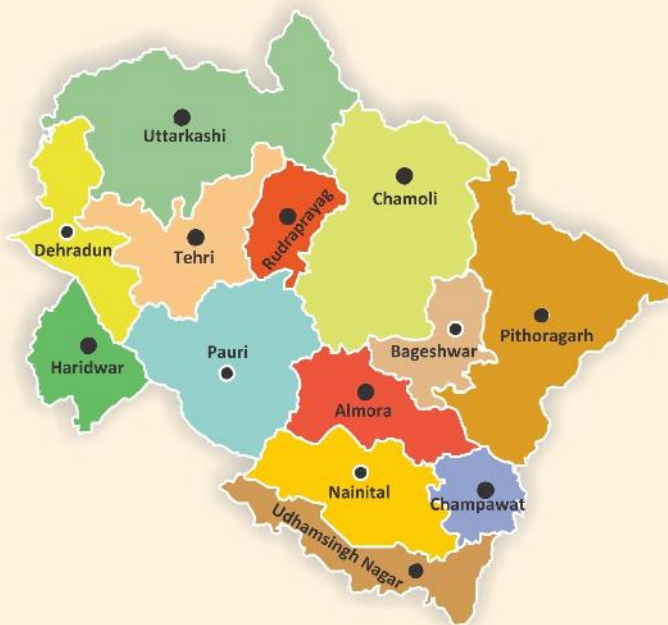 Uttarkashi
Chamoli
Rudraprayag
Dehradun
Tehri
Pithoragarh
Pauri
Bageshwar
Haridwar
Almora
Nainital
Champawat
Udhamsingh Nagar